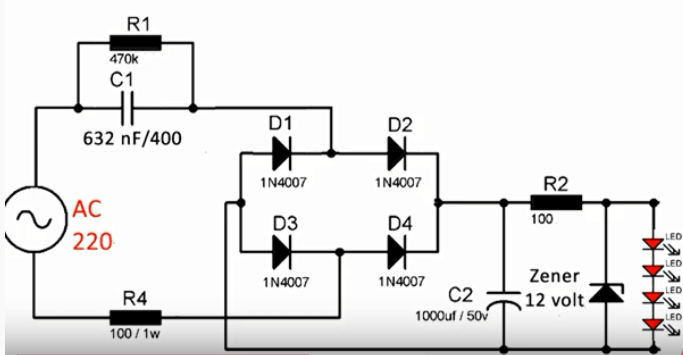 R1
470k
C1
632 nF/400
D1
1N4007
D2
1N4007
AC
220
D3
1N4007
D4
1N4007
R2
100
LED
LED
LED
LED
Zener
12 volt
C2
1000uf / 50v
R4
100 / 1w